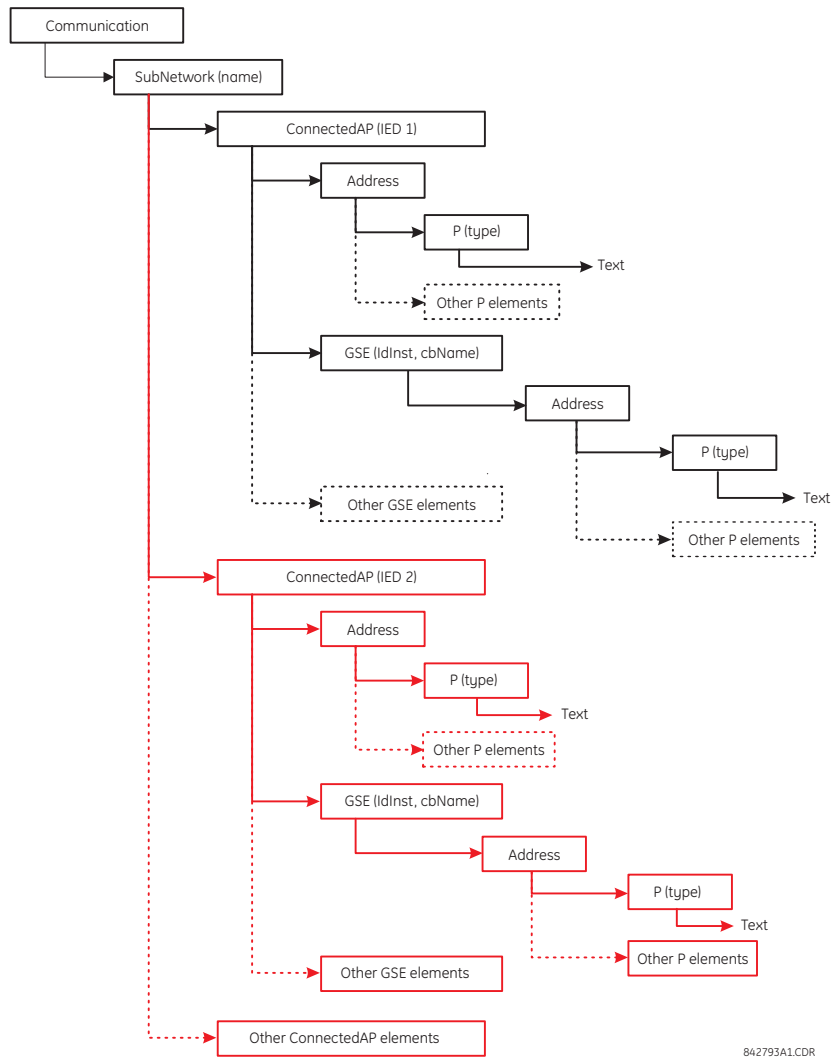 Communication
SubNetwork (name)
ConnectedAP (IED 1)
Address
P (type)
Text
Other P elements
GSE (IdInst, cbName)
Address
P (type)
Text
Other GSE elements
Other P elements
ConnectedAP (IED 2)
Address
P (type)
Text
Other P elements
GSE (IdInst, cbName)
Address
P (type)
Text
Other P elements
Other GSE elements
Other ConnectedAP elements
842793A1.CDR